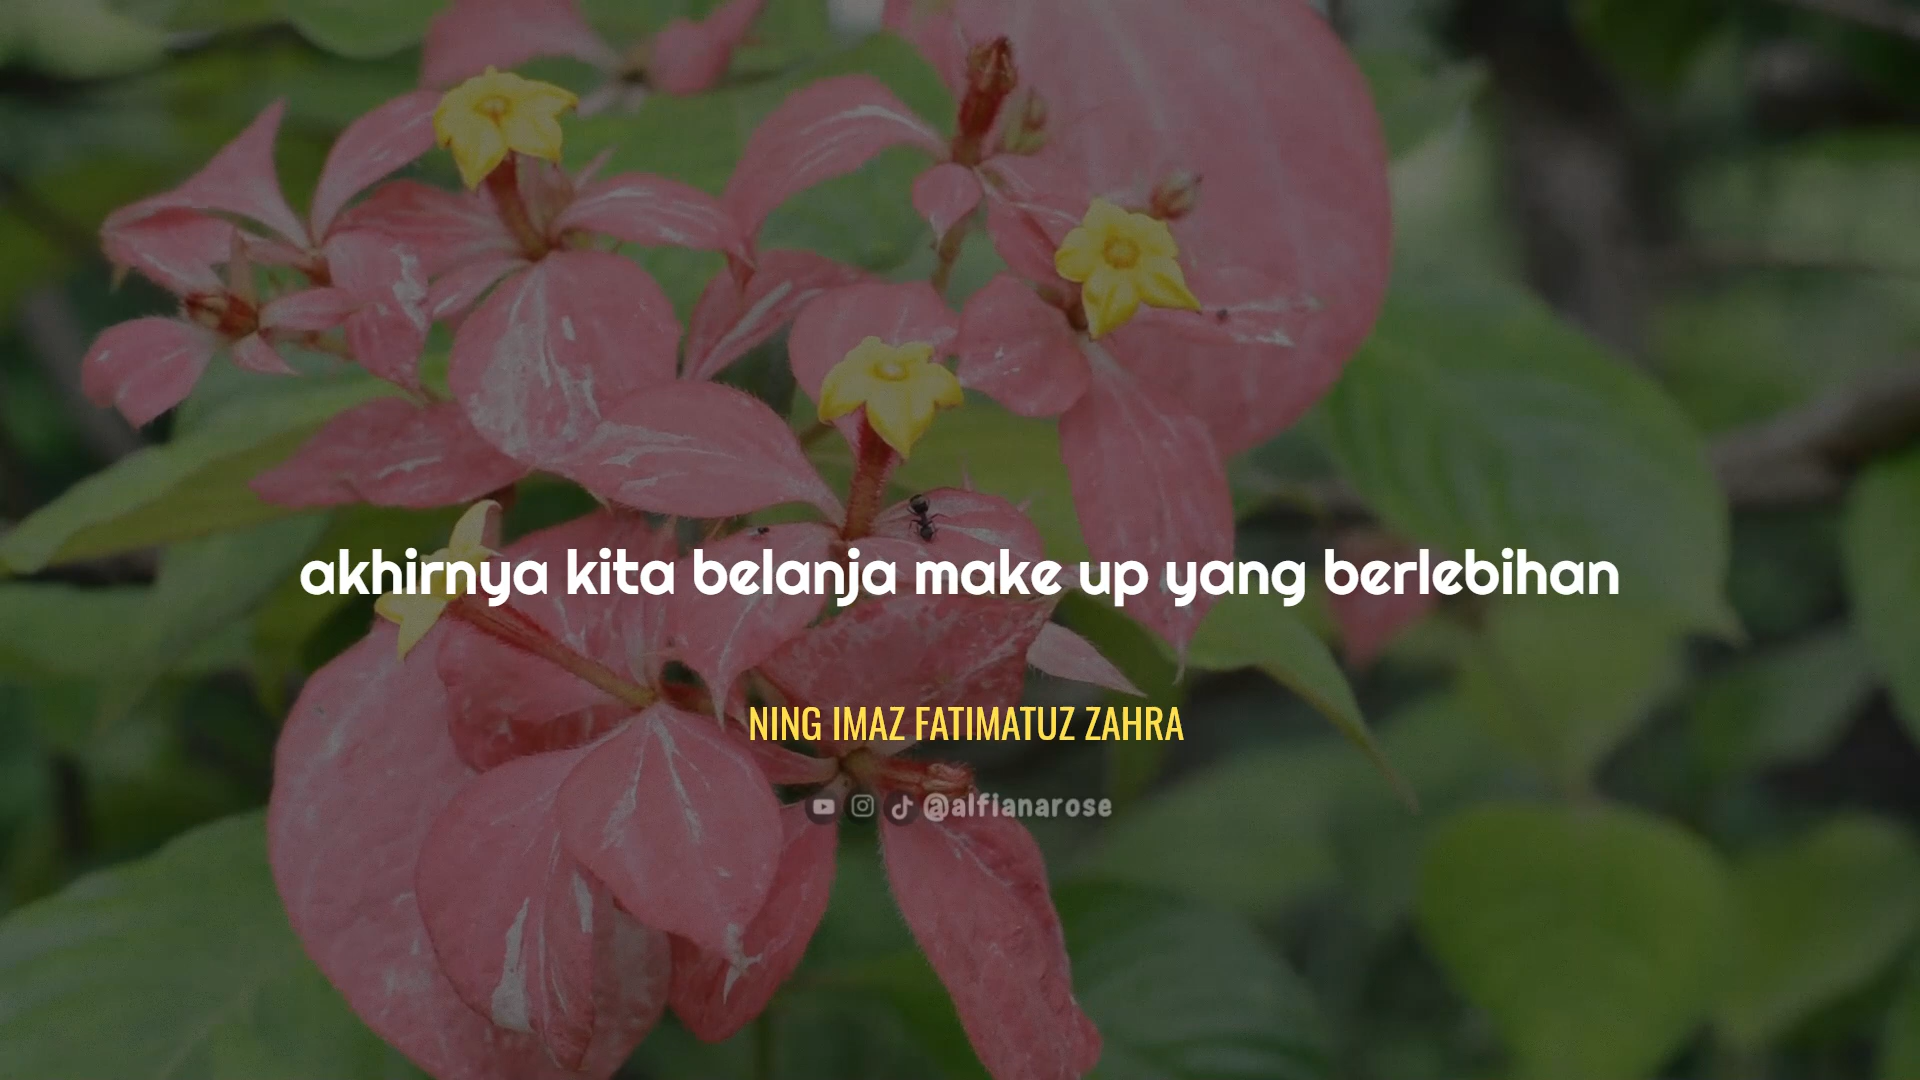 akhirnya kita belanja make up yang berlebihan
NING IMAZ FATIMATUZ ZAHRA
@alfianarose